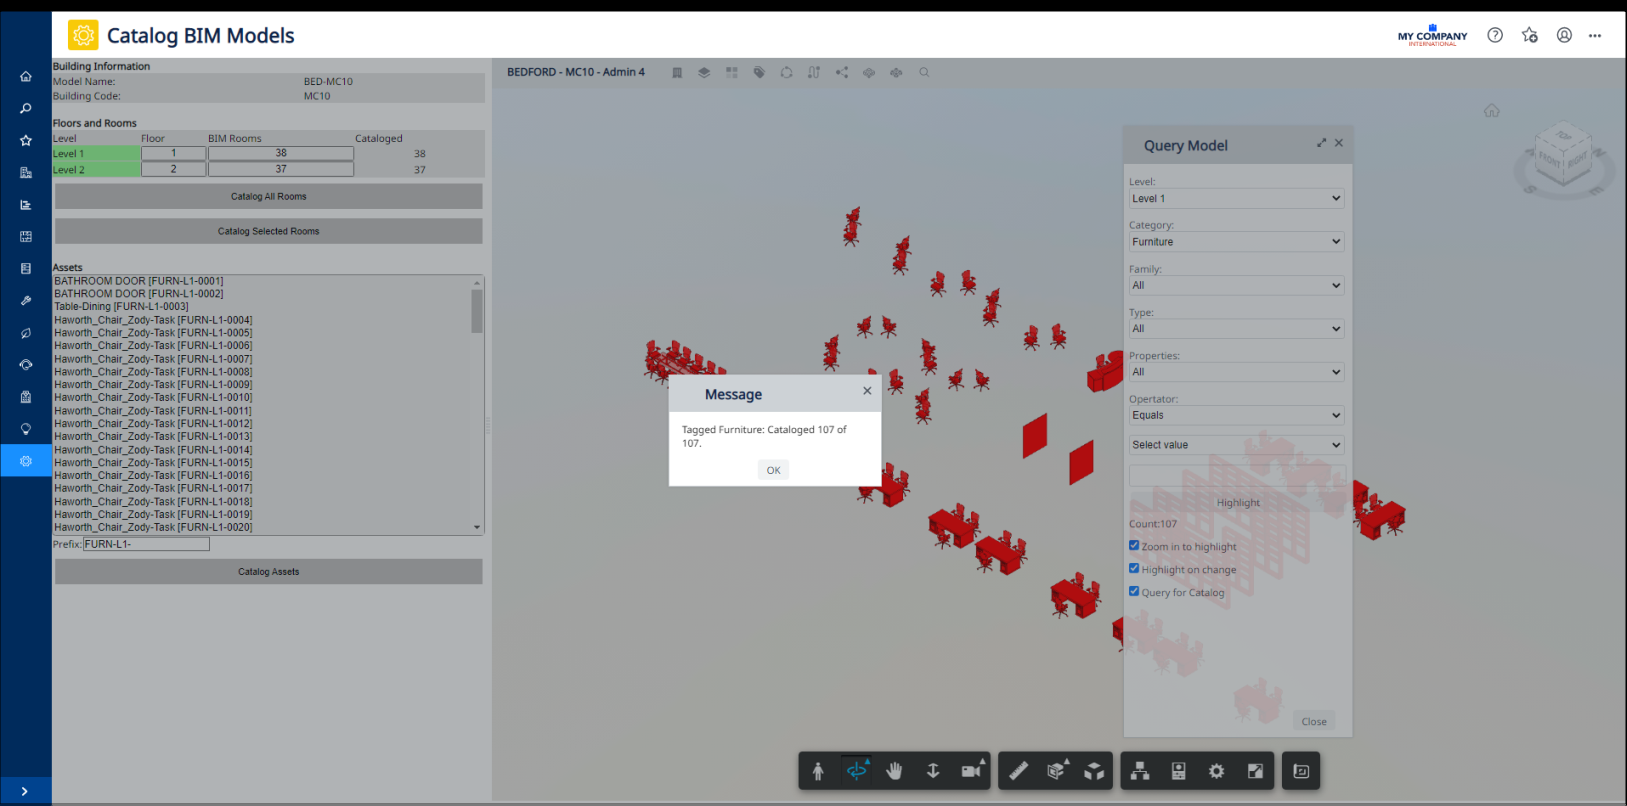 Catalog BIM Models
MY COMPANY
INTERNATIONAL
Building Information
Model Name: BED-MC10
Building Code: MC10
Floors and Rooms
Level Floor BIM Rooms Cataloged
Level 1 1 38 38
Level 2 2 37 37
Catalog All Rooms
Catalog Selected Rooms
Assets
BATHROOM DOOR [FURN-L1-0001]
BATHROOM DOOR [FURN-L1-0002]
Table-Dining [FURN-L1-0003]
Haworth_Chair_Zody-Task [FURN-L1-0004]
Haworth_Chair_Zody-Task [FURN-L1-0005]
Haworth_Chair_Zody-Task [FURN-L1-0006]
Haworth_Chair_Zody-Task [FURN-L1-0007]
Haworth_Chair_Zody-Task [FURN-L1-0008]
Haworth_Chair_Zody-Task [FURN-L1-0009]
Haworth_Chair_Zody-Task [FURN-L1-0010]
Haworth_Chair_Zody-Task [FURN-L1-0011]
Haworth_Chair_Zody-Task [FURN-L1-0012]
Haworth_Chair_Zody-Task [FURN-L1-0013]
Haworth_Chair_Zody-Task [FURN-L1-0014]
Haworth_Chair_Zody-Task [FURN-L1-0015]
Haworth_Chair_Zody-Task [FURN-L1-0016]
Haworth_Chair_Zody-Task [FURN-L1-0017]
Haworth_Chair_Zody-Task [FURN-L1-0018]
Haworth_Chair_Zody-Task [FURN-L1-0019]
Haworth_Chair_Zody-Task [FURN-L1-0020]
Prefix: FURN-L1-
Catalog Assets
BEDFORD - MC10 - Admin 4
Message
Tagged Furniture: Cataloged 107 of
107.
OK
Query Model
Level:
Level 1
Category:
Furniture
Family:
All
Type:
All
Properties:
All
Opertator:
Equals
Select value
Highlight
Count:107
Zoom in to highlight
Highlight on change
Query for Catalog
Close
TOP
FRONT
RIGHT